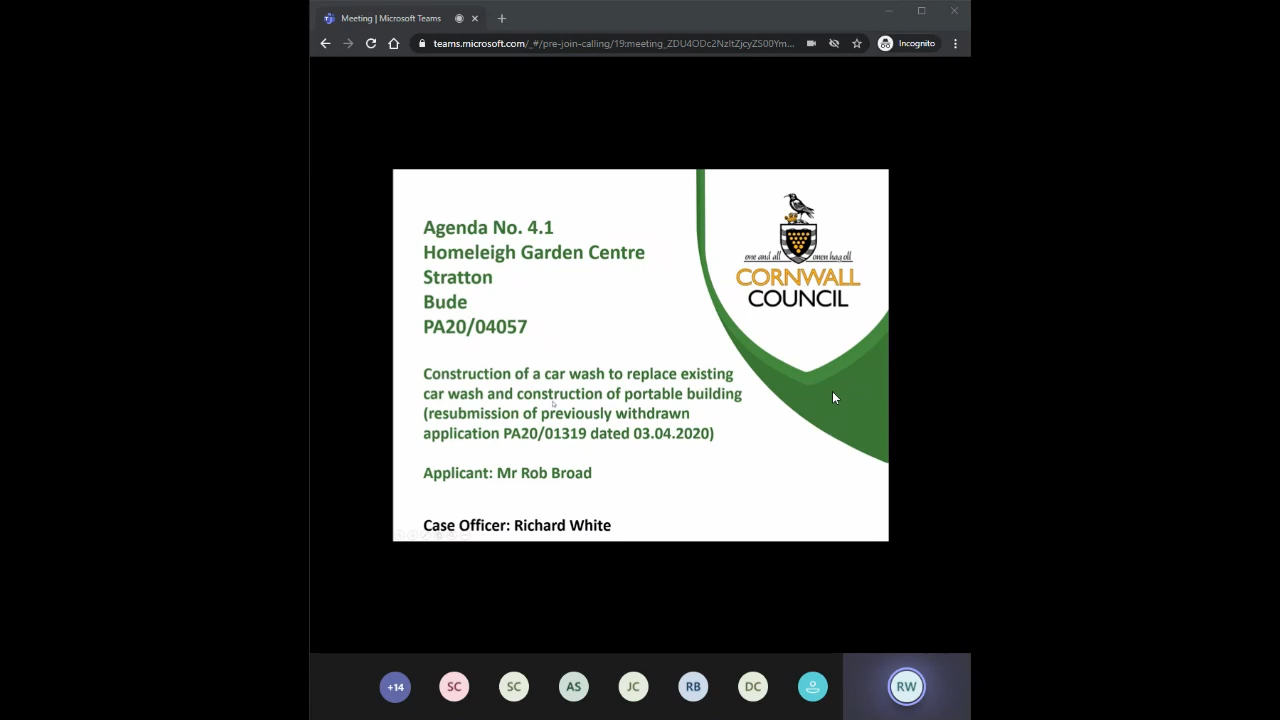 Meeting | Microsoft Teams
teams.microsoft.com/_#/pre-join-calling/19:meeting_ZDU4ODc2NzItZjcyZS00Ym...
Incognito
Agenda No. 4.1
Homeleigh Garden Centre
Stratton
Bude
PA20/04057
one and all onen hag oll
CORNWALL
COUNCIL
Construction of a car wash to replace existing
car wash and construction of portable building
(resubmission of previously withdrawn
application PA20/01319 dated 03.04.2020)
Applicant: Mr Rob Broad
Case Officer: Richard White
+14
SC
SC
AS
JC
RB
DC
RW